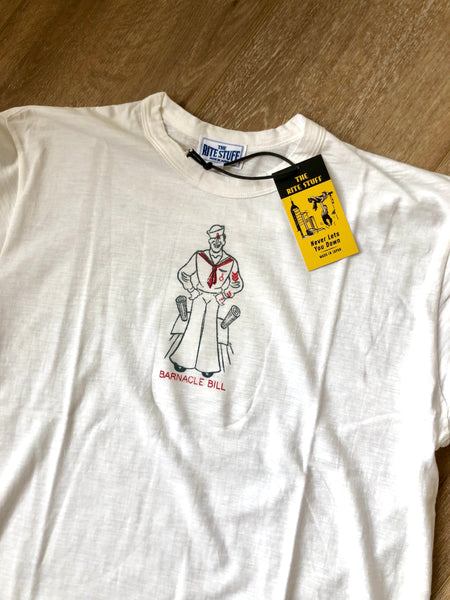 THE
RITE STUFF
THE
RITE STUFF
Never Lets
You Down
MADE IN JAPAN
BARNACLE BILL